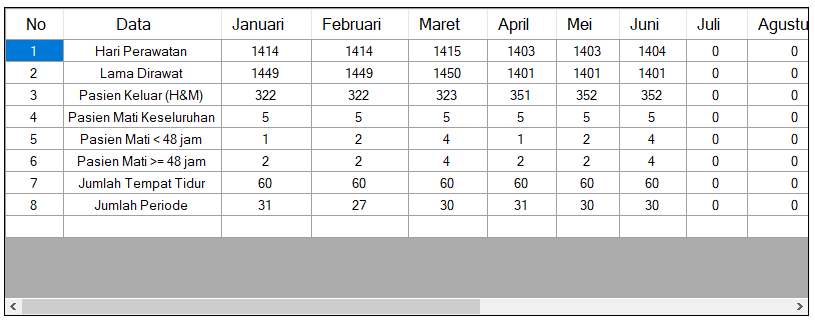 No Data Januari Februari Maret April Mei Juni Juli Agustu
1 Hari Perawatan 1414 1414 1415 1403 1403 1404 0 0
2 Lama Dirawat 1449 1449 1450 1401 1401 1401 0 0
3 Pasien Keluar (H&M) 322 322 323 351 352 352 0 0
4 Pasien Mati Keseluruhan 5 5 5 5 5 5 0 0
5 Pasien Mati < 48 jam 1 2 4 1 2 4 0 0
6 Pasien Mati >= 48 jam 2 2 4 2 2 4 0 0
7 Jumlah Tempat Tidur 60 60 60 60 60 60 0 0
8 Jumlah Periode 31 27 30 31 30 30 0 0